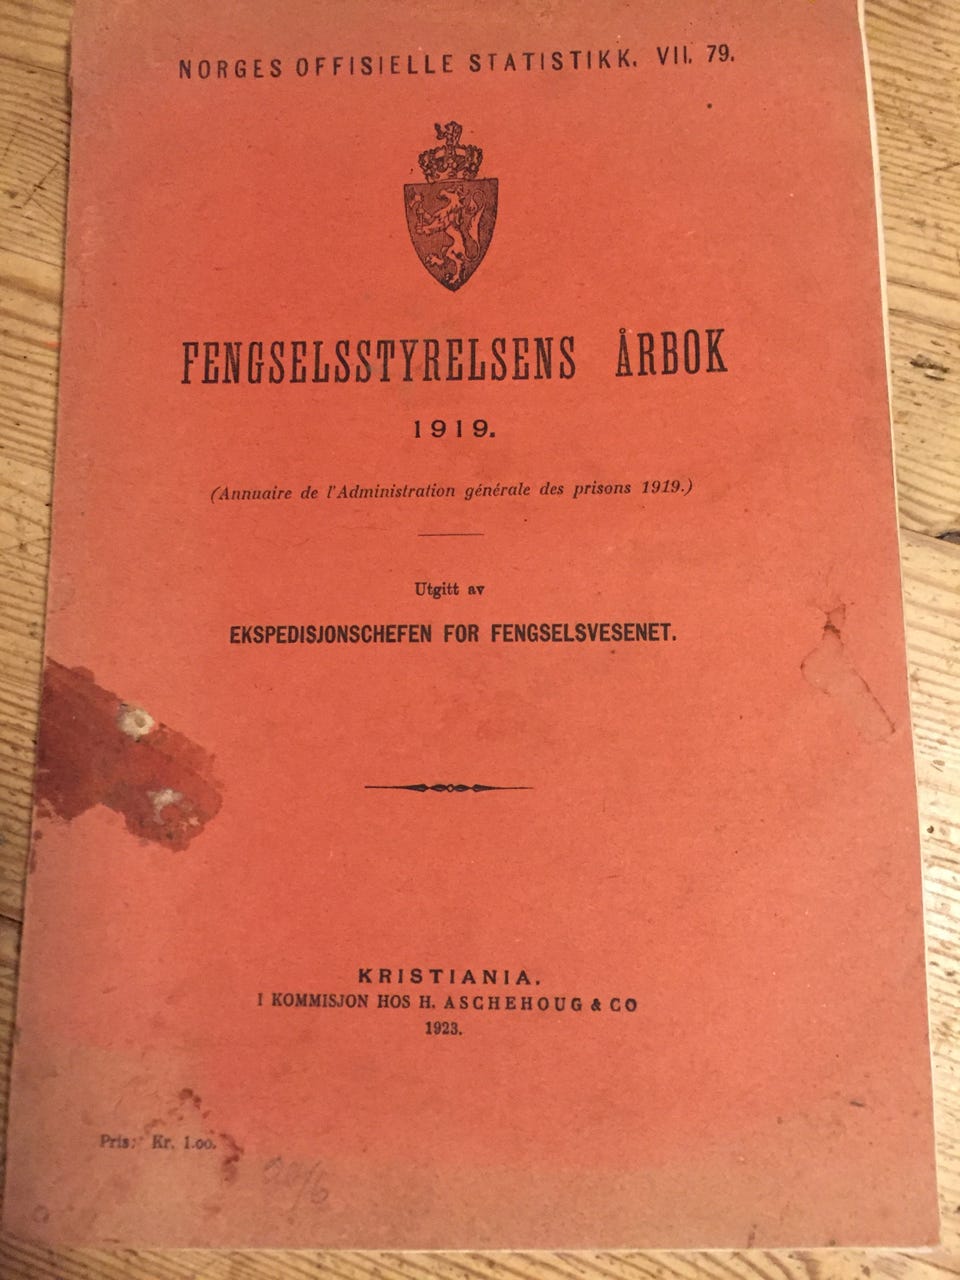 NORGES OFFISIELLE STATISTIKK. VII. 79.
FENGSELSSTYRELSENS ÅRBOK
1919.
(Annuaire de l'Administration générale des prisons 1919.)
Utgitt av
EKSPEDISJONSCHEFEN FOR FENGSELSVESENET.
KRISTIANIA.
I KOMMISJON HOS H. ASCHEHOUG & CO
1923.
Pris: Kr. 1.00.